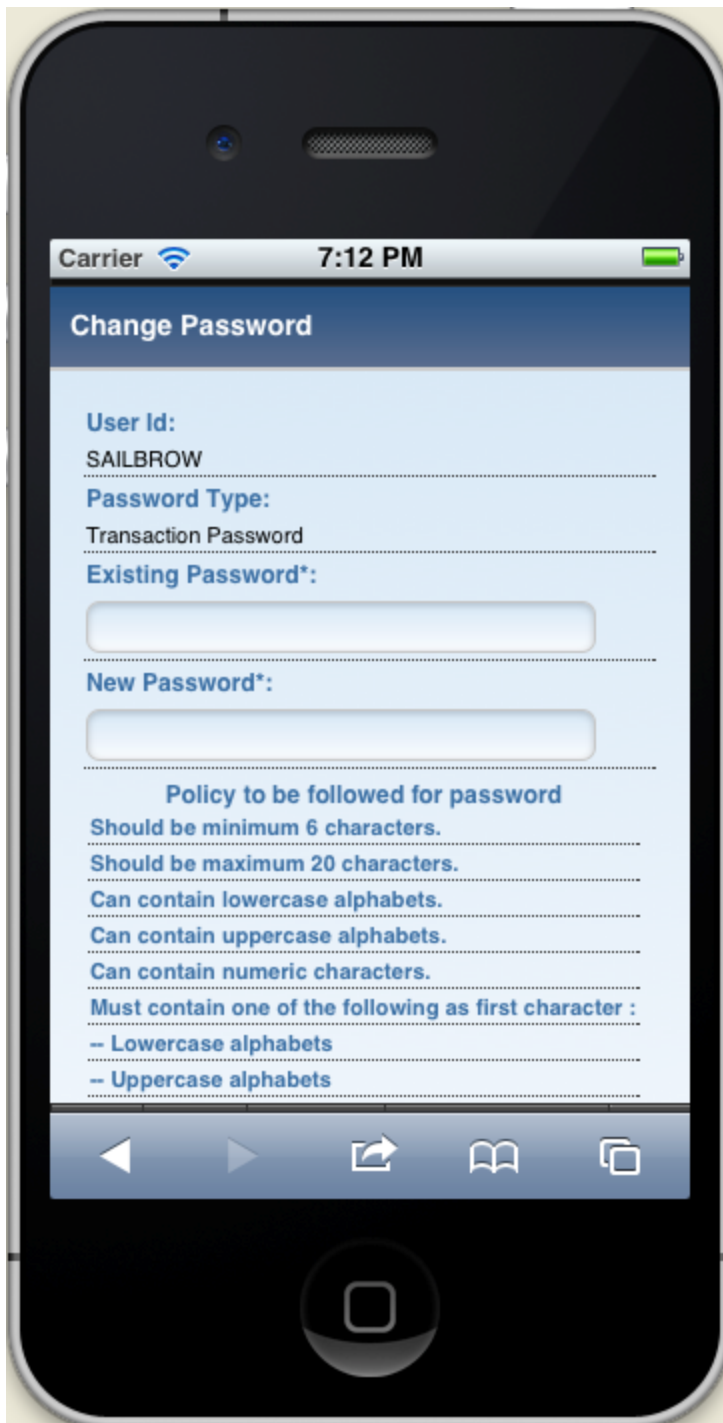 Carrier 7:12 PM
Change Password
User Id:
SAILBROW
Password Type:
Transaction Password
Existing Password*:
New Password*:
Policy to be followed for password
Should be minimum 6 characters.
Should be maximum 20 characters.
Can contain lowercase alphabets.
Can contain uppercase alphabets.
Can contain numeric characters.
Must contain one of the following as first character :
-- Lowercase alphabets
-- Uppercase alphabets